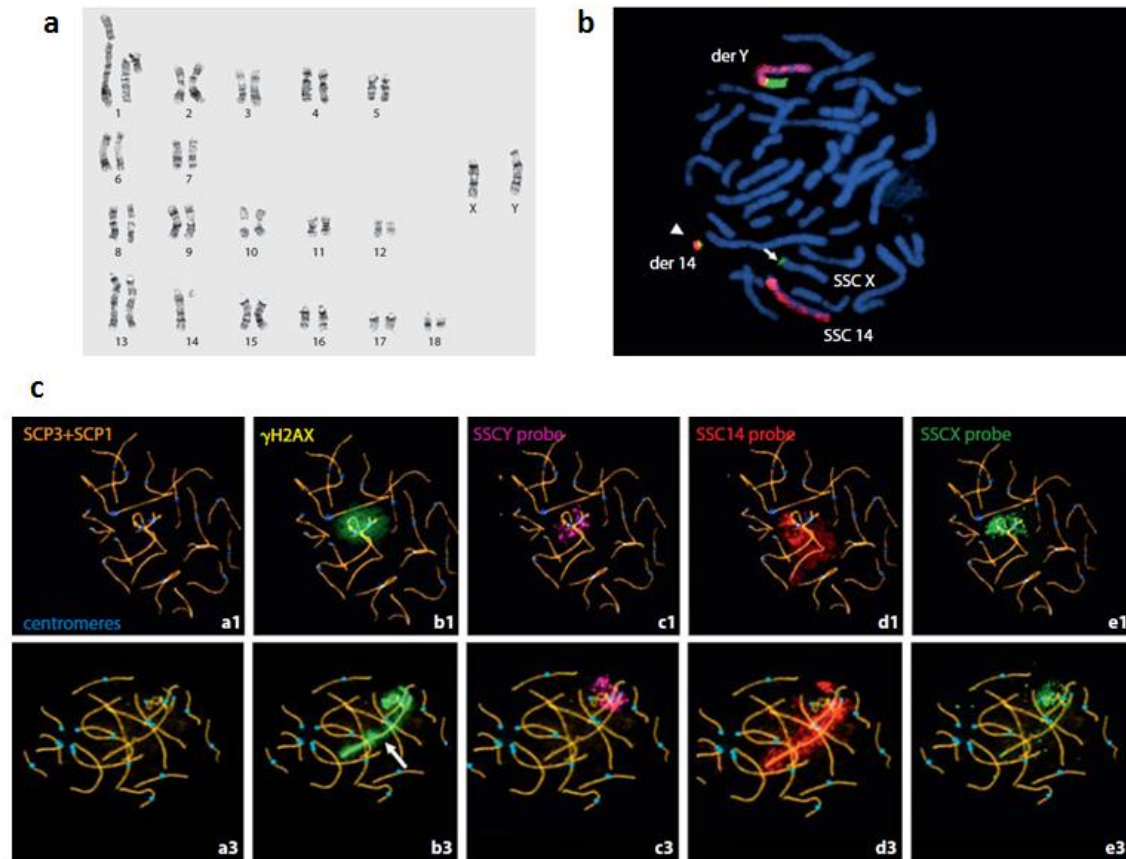 a
1 2 3 4 5
6 7
X Y
8 9 10 11 12
13 14 15 16 17 18
b
der Y
der 14
SSC X
SSC 14
c
SCP3+SCP1 γH2AX SSCY probe SSC14 probe SSCX probe
centromeres a1 b1 c1 d1 e1
a3 b3 c3 d3 e3